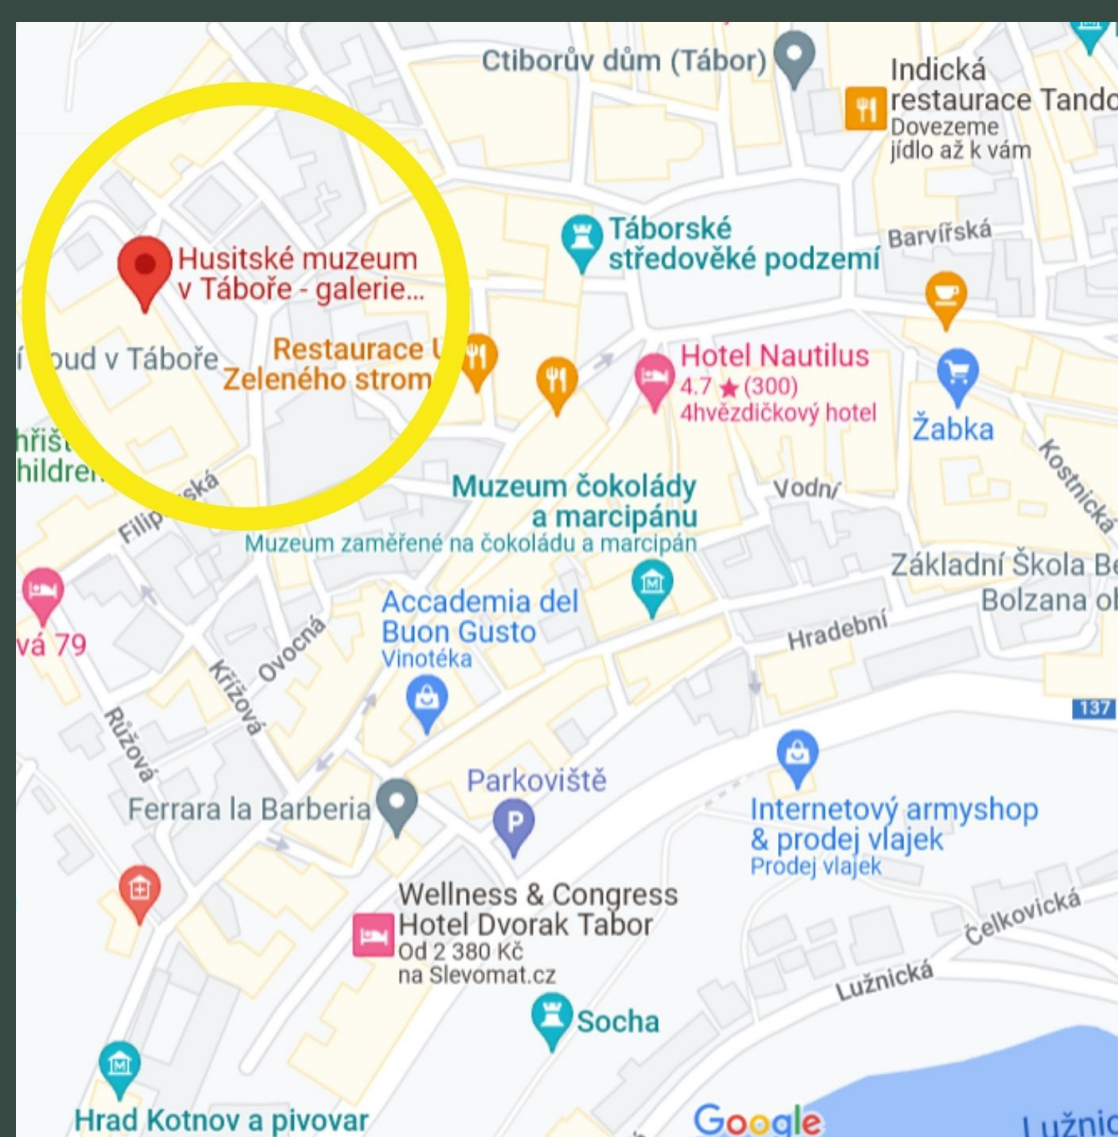 Ctiborův dům (Tábor)
Indická
restaurace Tando
Dovezeme
jídlo až k vám
Táborské
středověké podzemí
Barvířská
Husitské muzeum
v Táboře - galerie...
oud v Táboře
Restaurace U
Zeleného strom
Hotel Nautilus
4.7 ★ (300)
4hvězdičkový hotel
Žabka
hřišt
hildren
Filip ská
Kostnická
Muzeum čokolády
a marcipánu
Muzeum zaměřené na čokoládu a marcipán
Vodní
Základní Škola Be
Bolzana ob
Accademia del
Buon Gusto
Vinotéka
Hradební
vá 79
Ovocná
Křížová
Růžová
137
Parkoviště
P
Ferrara la Barberia
Internetový armyshop
& prodej vlajek
Prodej vlajek
Wellness & Congress
Hotel Dvorak Tabor
Od 2 380 Kč
na Slevomat.cz
Čelkovická
Lužnická
Socha
Hrad Kotnov a pivovar
Google
Lužnic